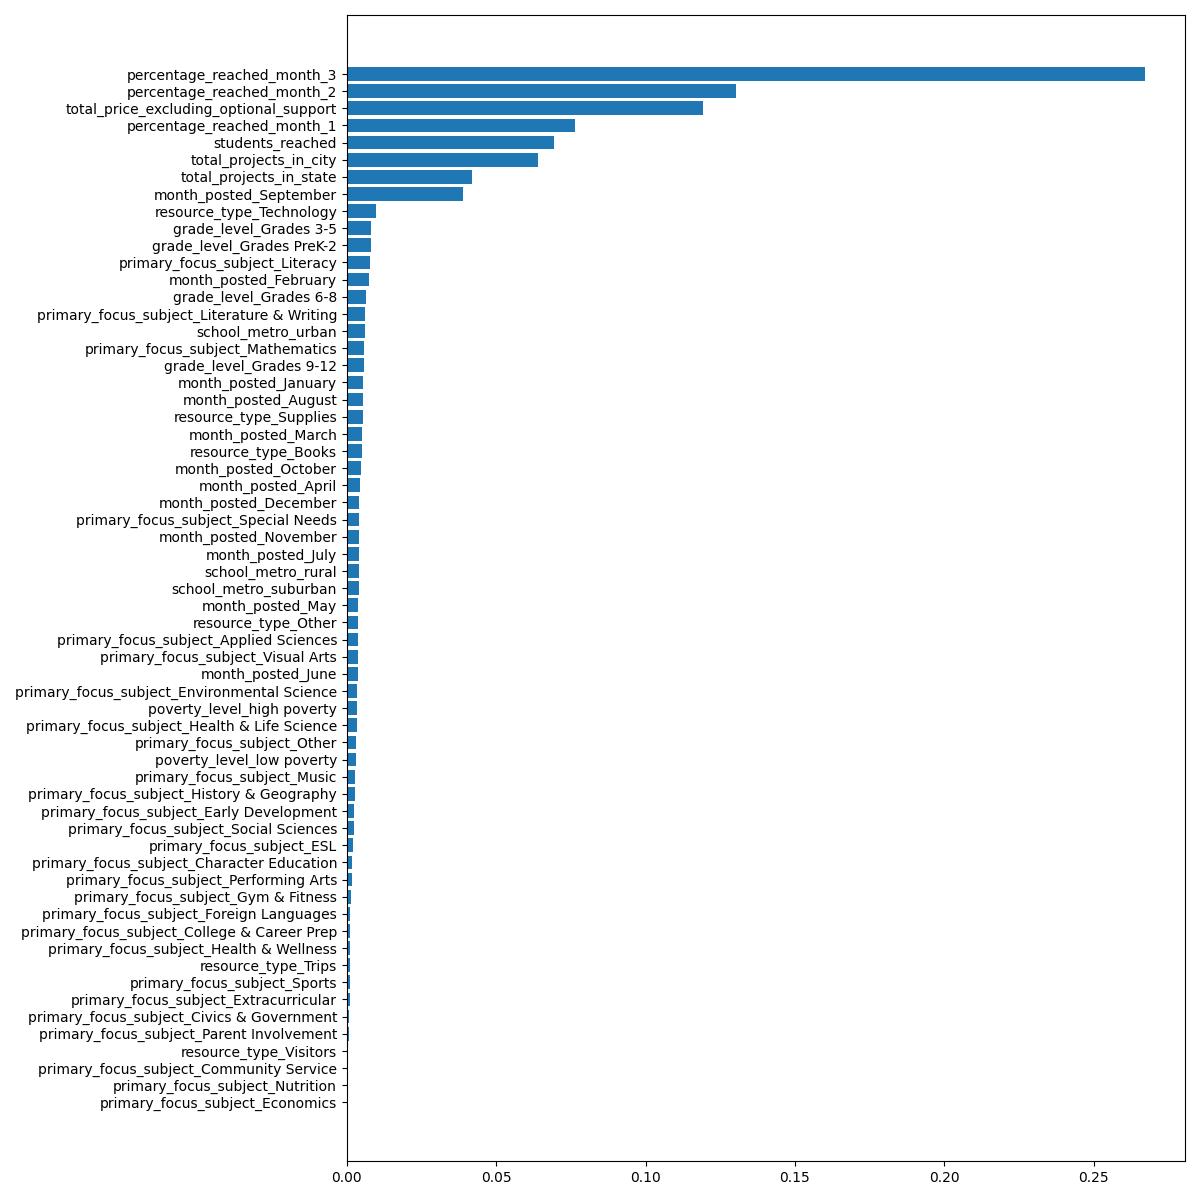 percentage_reached_month_3
percentage_reached_month_2
total_price_excluding_optional_support
percentage_reached_month_1
students_reached
total_projects_in_city
total_projects_in_state
month_posted_September
resource_type_Technology
grade_level_Grades 3-5
grade_level_Grades PreK-2
primary_focus_subject_Literacy
month_posted_February
grade_level_Grades 6-8
primary_focus_subject_Literature & Writing
school_metro_urban
primary_focus_subject_Mathematics
grade_level_Grades 9-12
month_posted_January
month_posted_August
resource_type_Supplies
month_posted_March
resource_type_Books
month_posted_October
month_posted_April
month_posted_December
primary_focus_subject_Special Needs
month_posted_November
month_posted_July
school_metro_rural
school_metro_suburban
month_posted_May
resource_type_Other
primary_focus_subject_Applied Sciences
primary_focus_subject_Visual Arts
month_posted_June
primary_focus_subject_Environmental Science
poverty_level_high poverty
primary_focus_subject_Health & Life Science
primary_focus_subject_Other
poverty_level_low poverty
primary_focus_subject_Music
primary_focus_subject_History & Geography
primary_focus_subject_Early Development
primary_focus_subject_Social Sciences
primary_focus_subject_ESL
primary_focus_subject_Character Education
primary_focus_subject_Performing Arts
primary_focus_subject_Gym & Fitness
primary_focus_subject_Foreign Languages
primary_focus_subject_College & Career Prep
primary_focus_subject_Health & Wellness
resource_type_Trips
primary_focus_subject_Sports
primary_focus_subject_Extracurricular
primary_focus_subject_Civics & Government
primary_focus_subject_Parent Involvement
resource_type_Visitors
primary_focus_subject_Community Service
primary_focus_subject_Nutrition
primary_focus_subject_Economics
0.00 0.05 0.10 0.15 0.20 0.25